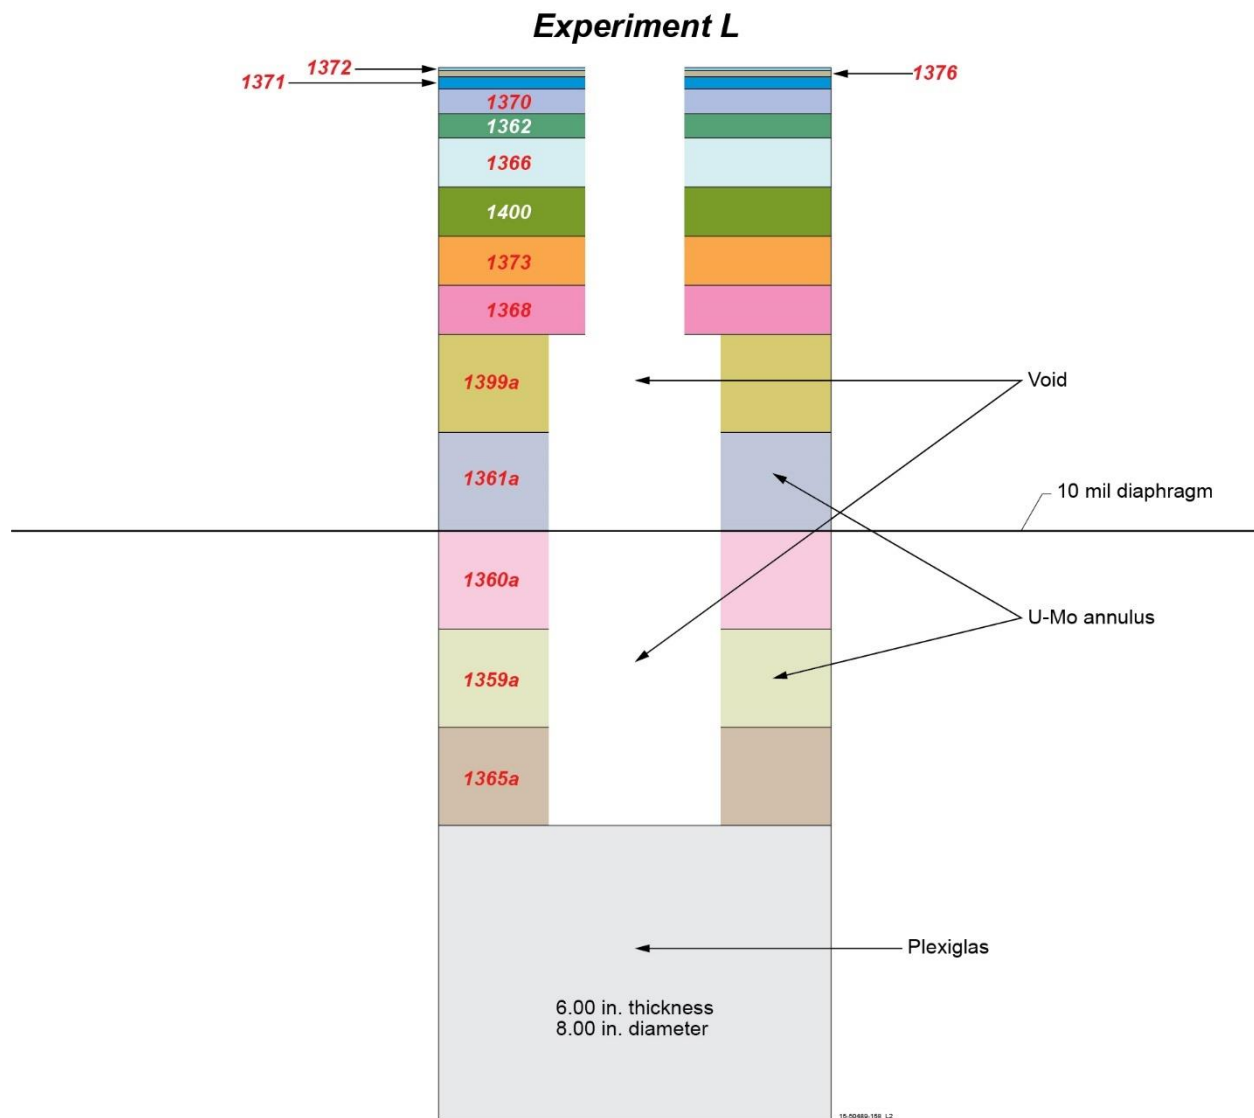 Experiment L
1372
1376
1371
1370
1362
1366
1400
1373
1368
1399a
Void
1361a
10 mil diaphragm
1360a
U-Mo annulus
1359a
1365a
Plexiglas
6.00 in. thickness
8.00 in. diameter